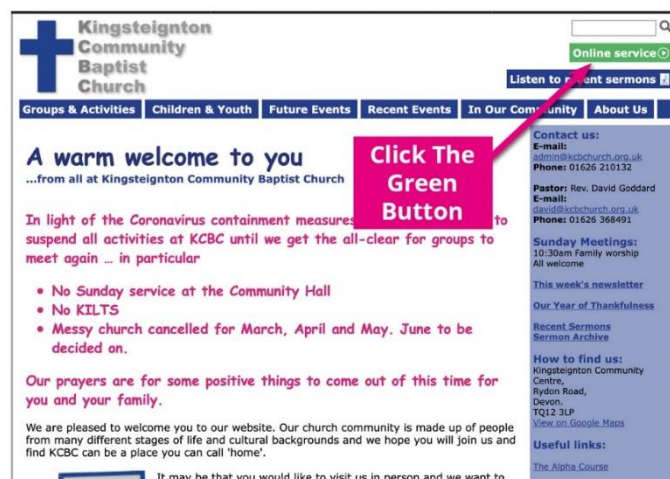 Kingsteignton
Community
Baptist
Church
Online service
Listen to recent sermons
Groups & Activities Children & Youth Future Events Recent Events In Our Community About Us
Click The
Green
Button
A warm welcome to you
...from all at Kingsteignton Community Baptist Church
In light of the Coronavirus containment measures to
suspend all activities at KCBC until we get the all-clear for groups to
meet again ... in particular
• No Sunday service at the Community Hall
• No KILTS
• Messy church cancelled for March, April and May. June to be
decided on.
Our prayers are for some positive things to come out of this time for
you and your family.
We are pleased to welcome you to our website. Our church community is made up of people
from many different stages of life and cultural backgrounds and we hope you will join us and
find KCBC can be a place you can call 'home'.
It may be that you would like to visit us in person and we want to
Contact us:
E-mail:
admin@kcbchurch.org.uk
Phone: 01626 210132
Pastor: Rev. David Goddard
E-mail:
david@kcbchurch.org.uk
Phone: 01626 368491
Sunday Meetings:
10:30am Family worship
All welcome
This week's newsletter
Our Year of Thankfulness
Recent Sermons
Sermon Archive
How to find us:
Kingsteignton Community
Centre,
Rydon Road,
Devon.
TQ12 3LP
View on Google Maps
Useful links:
The Alpha Course